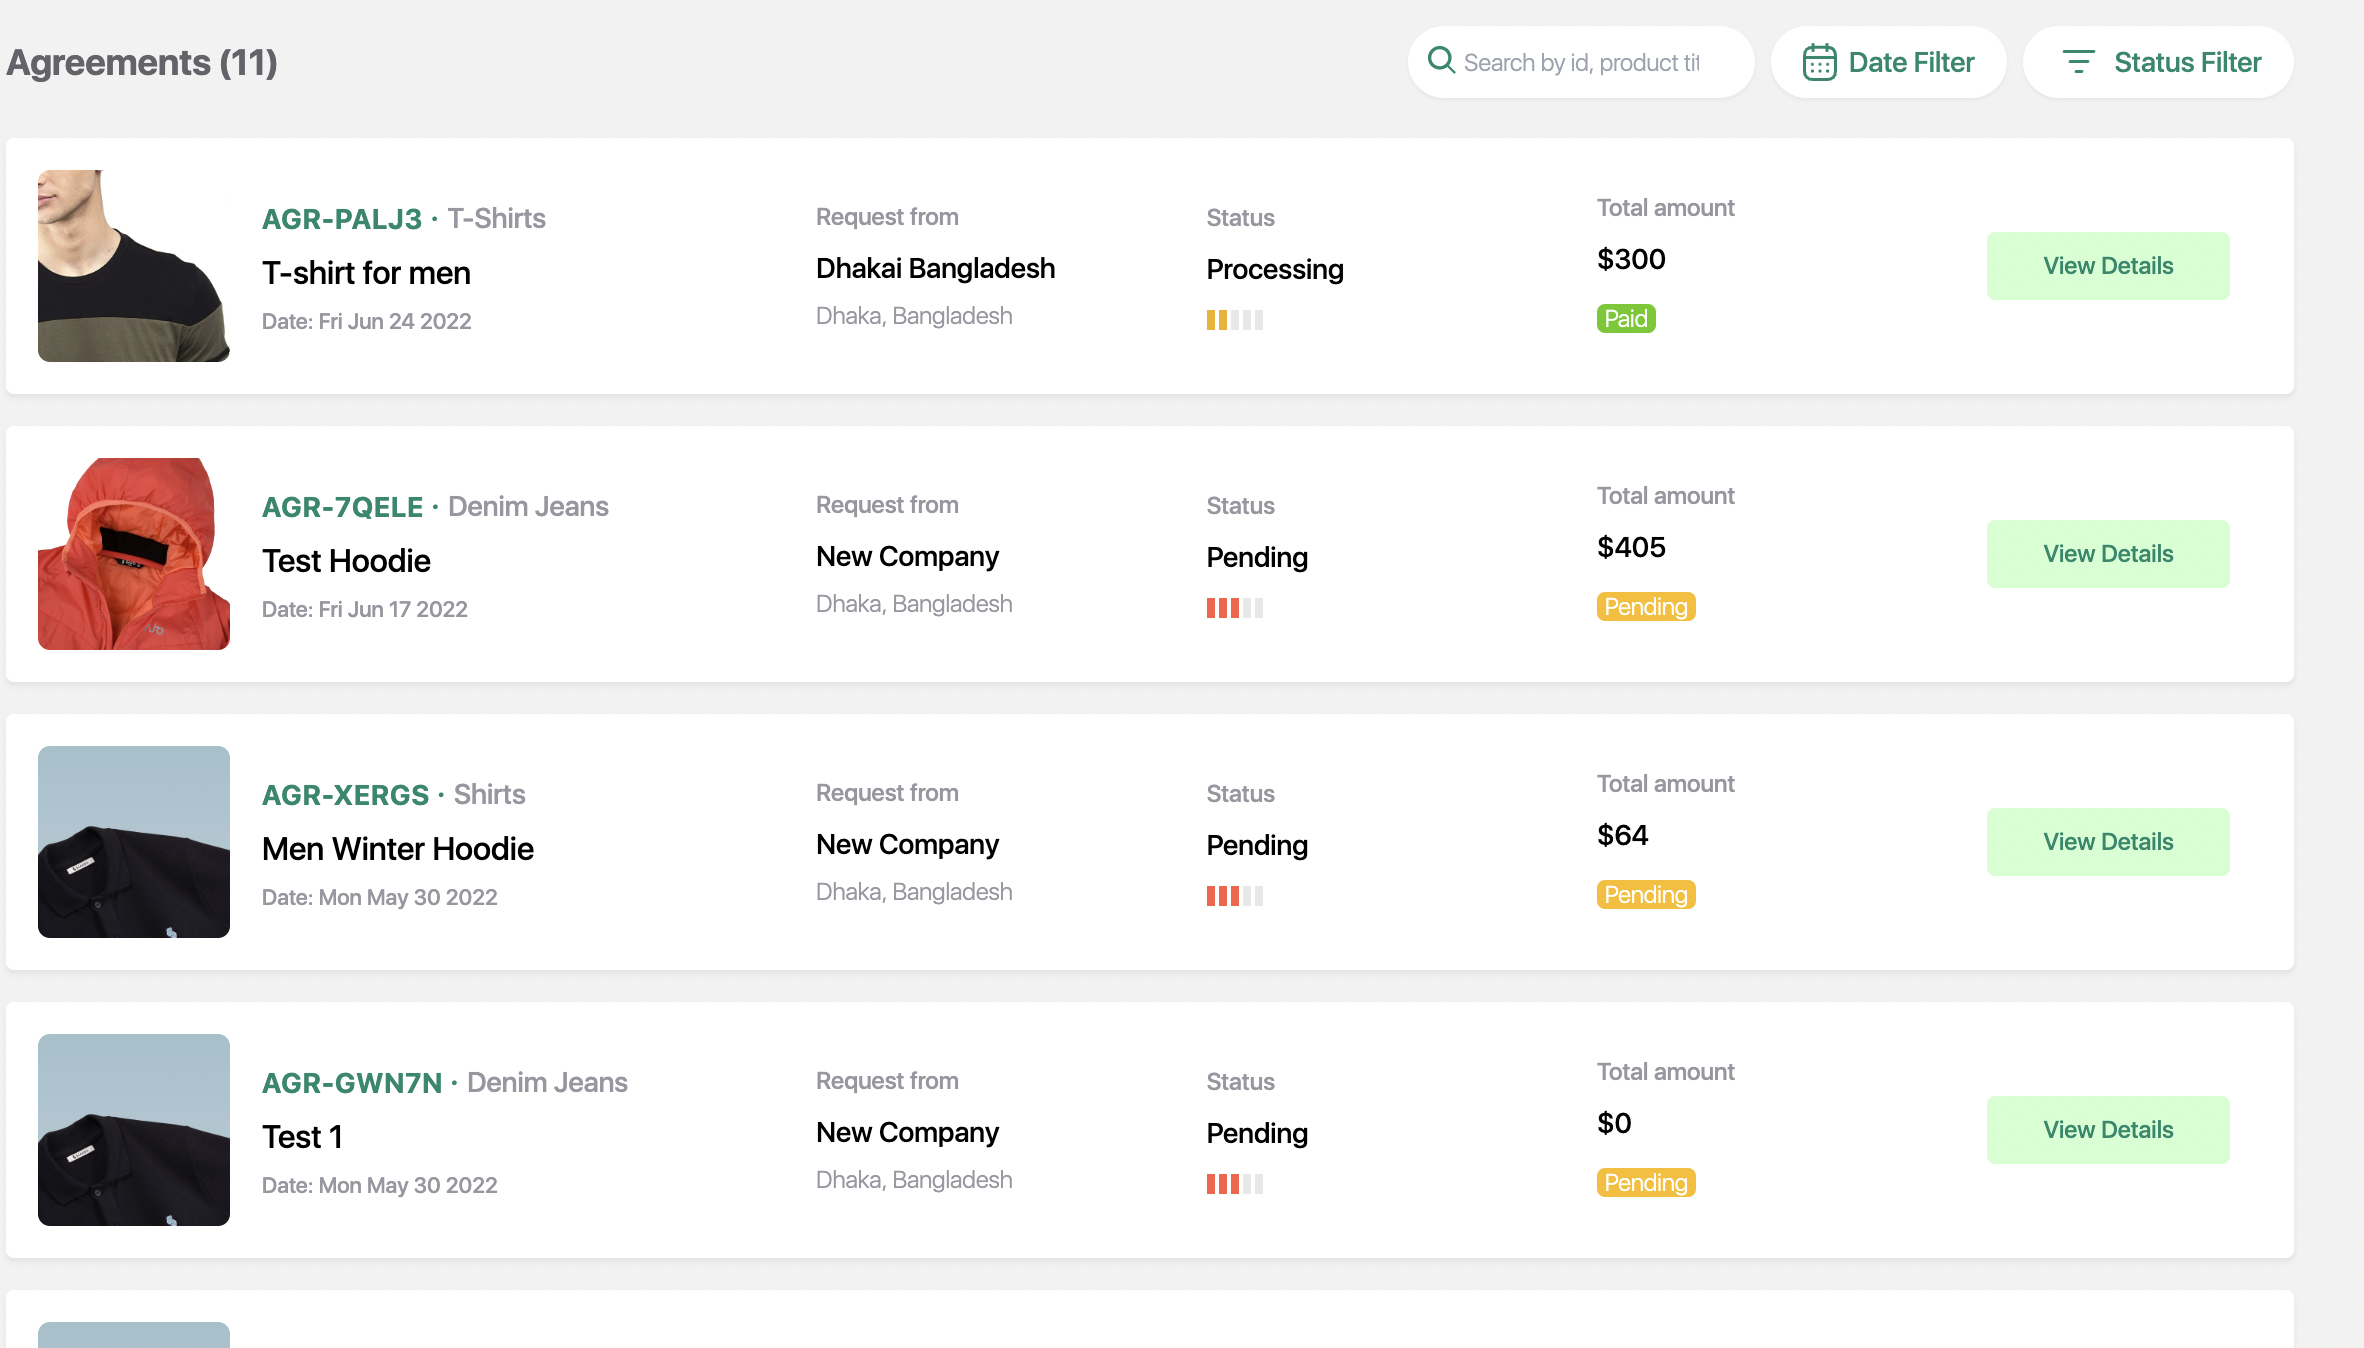 Agreements (11)
Search by id, product tit
Date Filter
Status Filter
AGR-PALJ3 · T-Shirts
T-shirt for men
Date: Fri Jun 24 2022
Request from
Dhakai Bangladesh
Dhaka, Bangladesh
Status
Processing
Total amount
$300
Paid
View Details
AGR-7QELE · Denim Jeans
Test Hoodie
Date: Fri Jun 17 2022
Request from
New Company
Dhaka, Bangladesh
Status
Pending
Total amount
$405
Pending
View Details
AGR-XERGS · Shirts
Men Winter Hoodie
Date: Mon May 30 2022
Request from
New Company
Dhaka, Bangladesh
Status
Pending
Total amount
$64
Pending
View Details
AGR-GWN7N · Denim Jeans
Test 1
Date: Mon May 30 2022
Request from
New Company
Dhaka, Bangladesh
Status
Pending
Total amount
$0
Pending
View Details